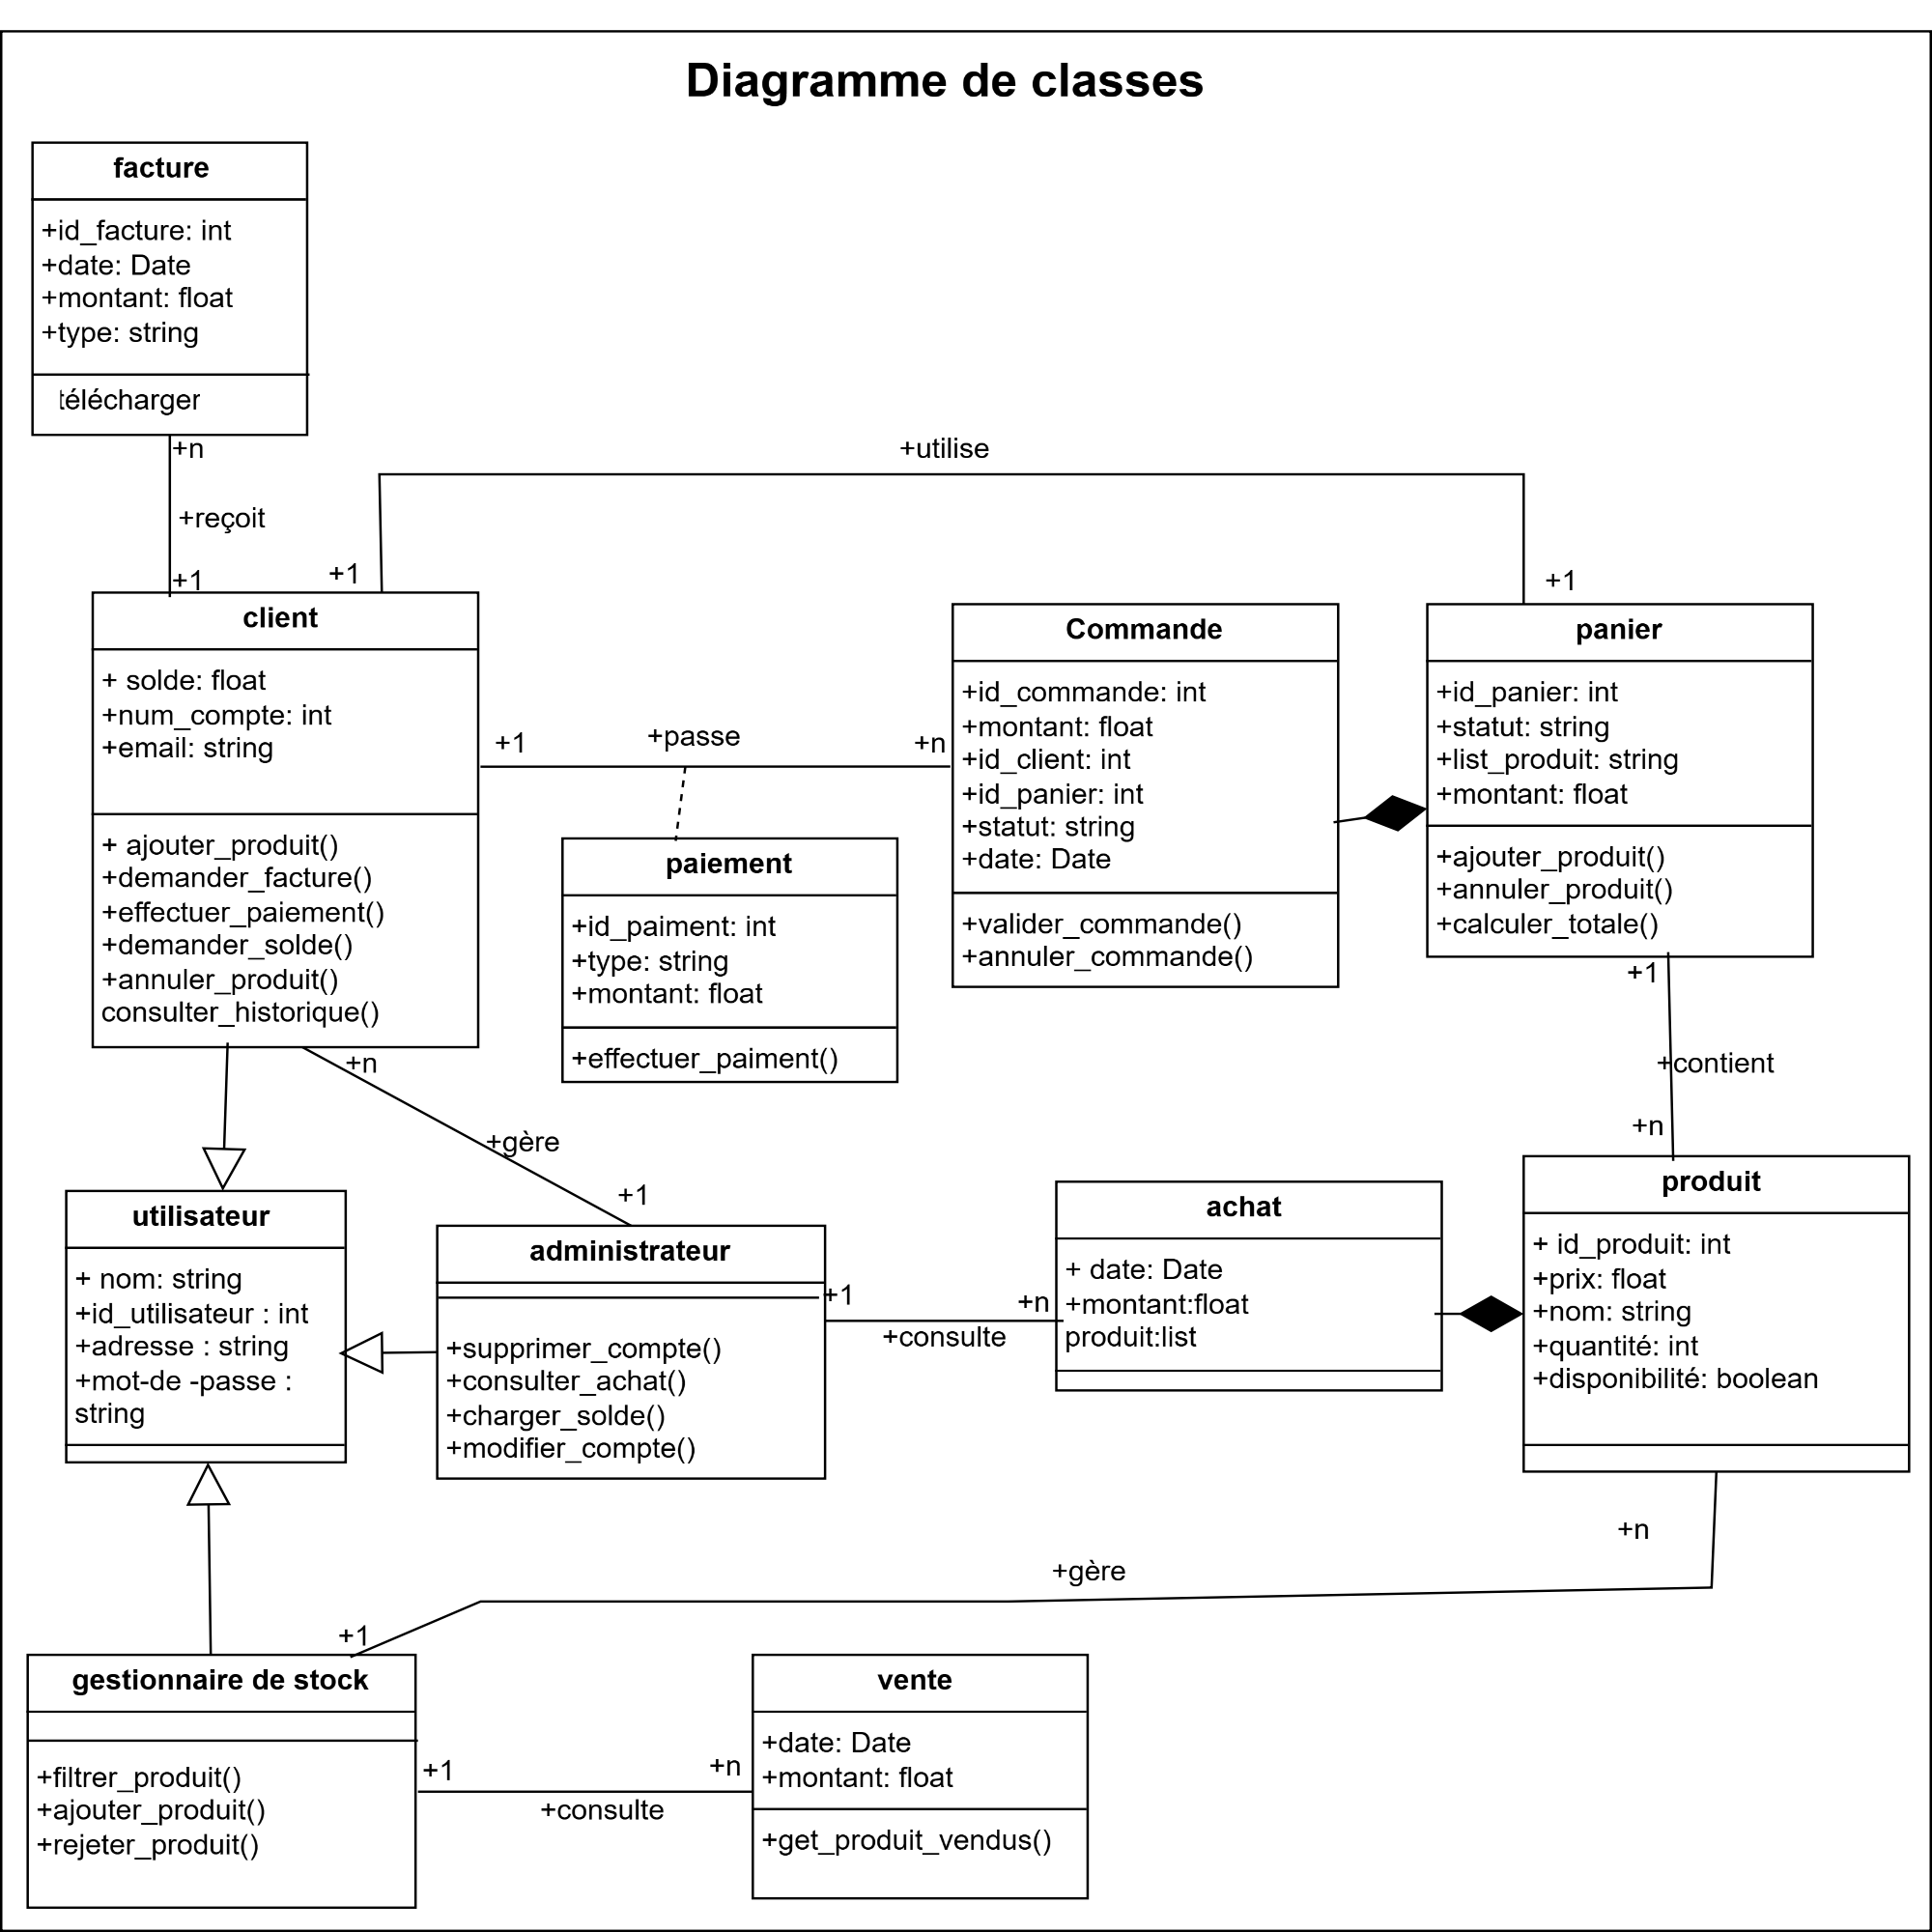 Diagramme de classes
facture
+id_facture: int
+date: Date
+montant: float
+type: string
télécharger
+n
+reçoit
+1
+utilise
+1
+1
client
+ solde: float
+num_compte: int
+email: string
+ ajouter_produit()
+demander_facture()
+effectuer_paiement()
+demander_solde()
+annuler_produit()
consulter_historique()
+1
+passe
+n
Commande
+id_commande: int
+montant: float
+id_client: int
+id_panier: int
+statut: string
+date: Date
+valider_commande()
+annuler_commande()
panier
+id_panier: int
+statut: string
+list_produit: string
+montant: float
+ajouter_produit()
+annuler_produit()
+calculer_totale()
paiement
+id_paiment: int
+type: string
+montant: float
+effectuer_paiment()
+1
+contient
+n
+n
+gère
+1
utilisateur
+ nom: string
+id_utilisateur : int
+adresse : string
+mot-de -passe :
string
administrateur
+supprimer_compte()
+consulter_achat()
+charger_solde()
+modifier_compte()
+1
+consulte
+n
achat
+ date: Date
+montant:float
produit:list
produit
+ id_produit: int
+prix: float
+nom: string
+quantité: int
+disponibilité: boolean
+n
+gère
+1
gestionnaire de stock
+filtrer_produit()
+ajouter_produit()
+rejeter_produit()
+1
+consulte
+n
vente
+date: Date
+montant: float
+get_produit_vendus()